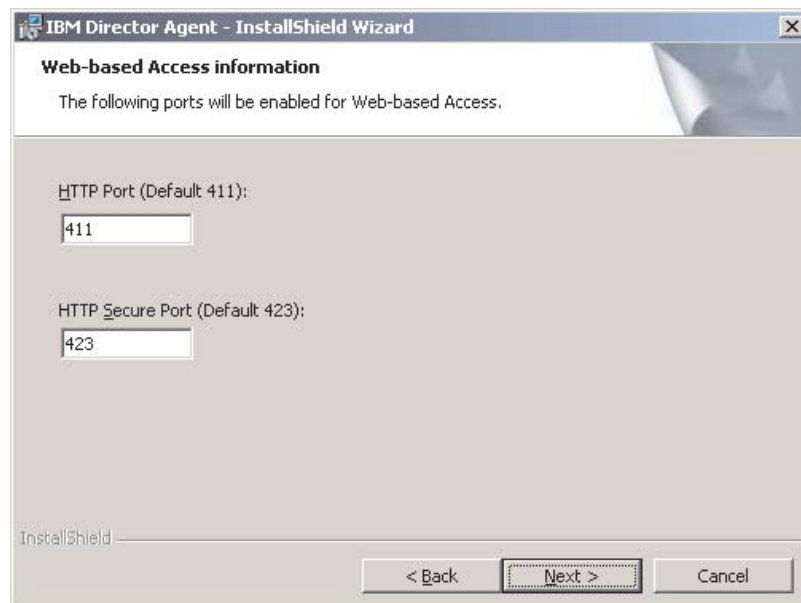 IBM Director Agent - InstallShield Wizard
Web-based Access information
The following ports will be enabled for Web-based Access.
HTTP Port (Default 411):
411
HTTP Secure Port (Default 423):
423
InstallShield
< Back
Next >
Cancel